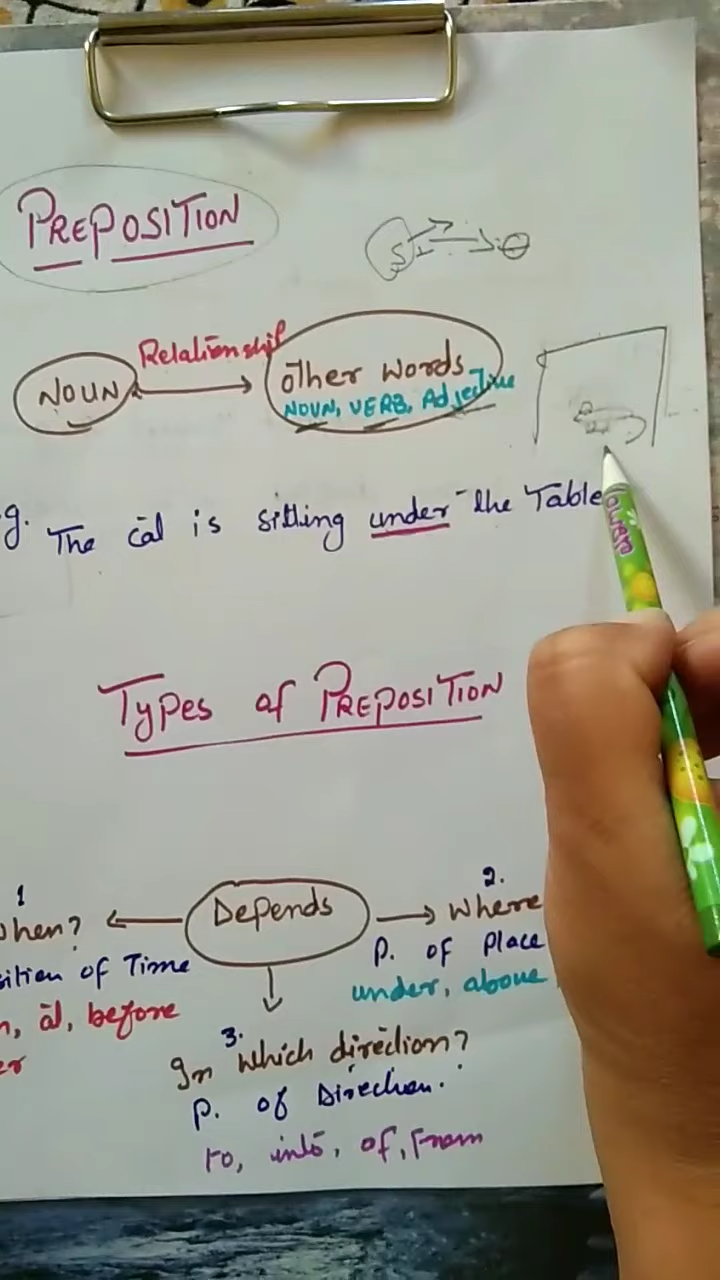 PREPOSITION
S
Relationship
NOUN
other words
NOUN, VERB, Adjective
g. The cat is sitting under the Table
Types of PREPOSITION
1
when?
Depends
2.
Where
sition of Time
P. of Place
at, before
under, above
3.
In which direction?
P. of Direction.
to, into, of, From